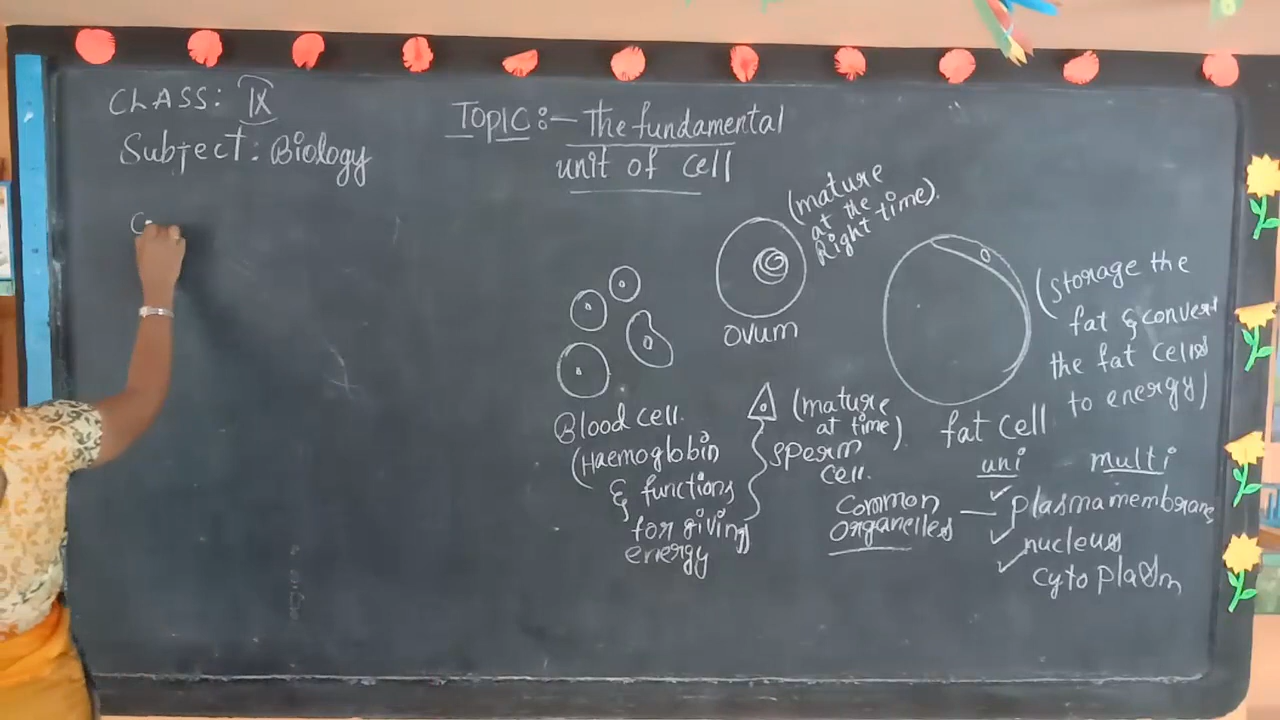 CLASS: IX
Subject: Biology
Topic:- The fundamental
unit of cell
(mature
at the
Right time).
ovum
(storage the
fat & convert
the fat cells
to energy)
fat cell
Blood cell.
(Haemoglobin
& functions
for giving
energy
(mature
at time).
sperm
cell.
uni multi
common
organelles
— plasma membrane
nucleus
cytoplasm